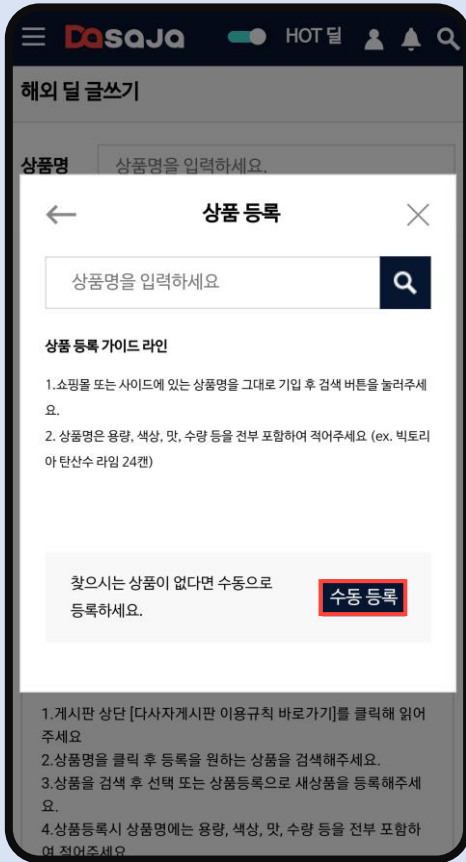 Dasaja HOT 딜
해외 딜 글쓰기
상품명 상품명을 입력하세요.
상품 등록
상품명을 입력하세요
상품 등록 가이드 라인
1.쇼핑몰 또는 사이트에 있는 상품명을 그대로 기입 후 검색 버튼을 눌러주세
요.
2. 상품명은 용량, 색상, 맛, 수량 등을 전부 포함하여 적어주세요 (ex. 빅토리
아 탄산수 라임 24캔)
찾으시는 상품이 없다면 수동으로
등록하세요.
수동 등록
1.게시판 상단 [다사자게시판 이용규칙 바로가기]를 클릭해 읽어
주세요
2.상품명을 클릭 후 등록을 원하는 상품을 검색해주세요.
3.상품을 검색 후 선택 또는 상품등록으로 새상품을 등록해주세
요.
4.상품등록시 상품명에는 용량, 색상, 맛, 수량 등을 전부 포함하
여 적어주세요